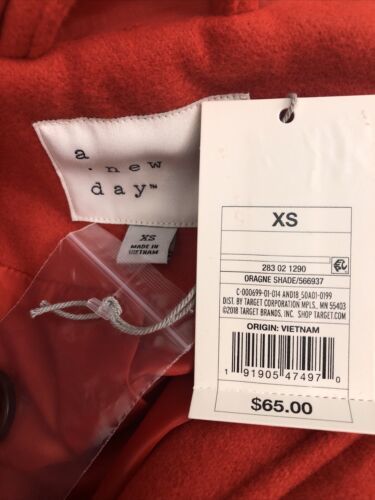 a
new
day™
XS
MADE IN
VIETNAM
XS
283 02 1290
ORAGNE SHADE/566937
C-000699-01-014 AND18_SOAD1-0199
DIST. BY TARGET CORPORATION MPLS., MN 55403
©2018 TARGET BRANDS, INC. SHOP TARGET.COM
ORIGIN: VIETNAM
1 91905 47497 0
$65.00